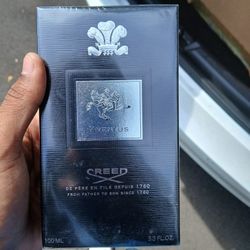 AVENTUS
CREED
DE PÈRE EN FILS DEPUIS 1760
FROM FATHER TO SON SINCE 1760
100 ML
3.3 FL.OZ.